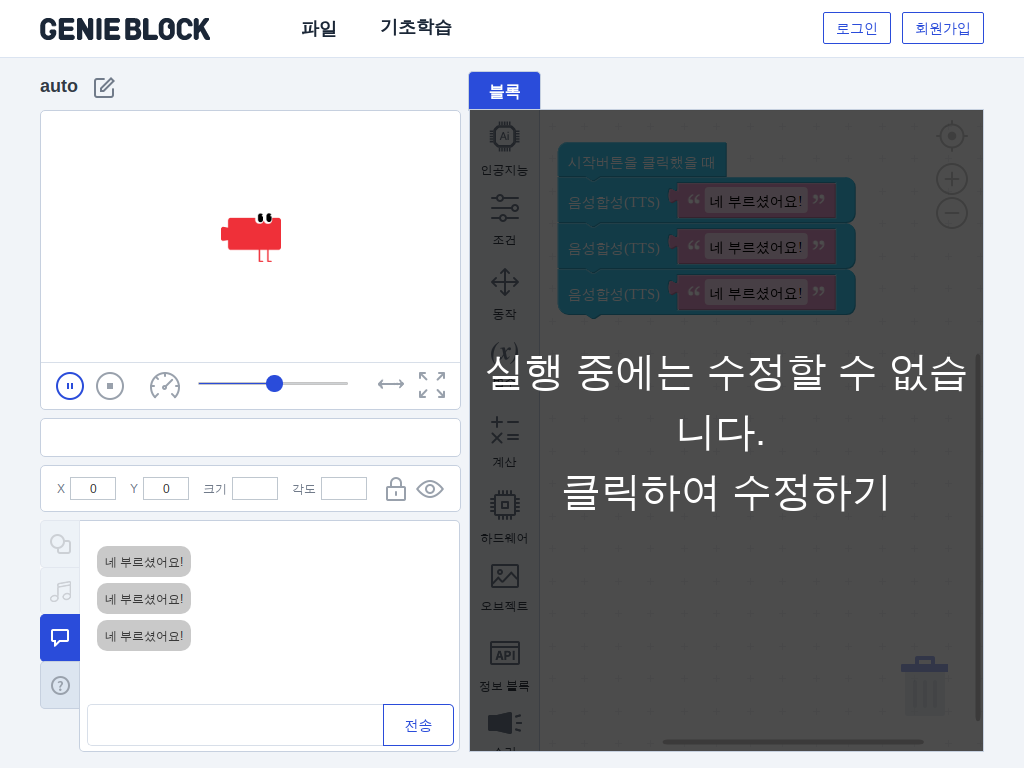 GENIEBLOCK
파일
기초학습
로그인
회원가입
auto
블록
Ai
인공지능
조건
동작
(x)
계산
하드웨어
오브젝트
API
정보 블록
시작버튼을 클릭했을 때
음성합성(TTS) “ 네 부르셨어요! ”
음성합성(TTS) “ 네 부르셨어요! ”
음성합성(TTS) “ 네 부르셨어요! ”
실행 중에는 수정할 수 없습
니다.
클릭하여 수정하기
X 0 Y 0 크기 각도
네 부르셨어요!
네 부르셨어요!
네 부르셨어요!
?
전송